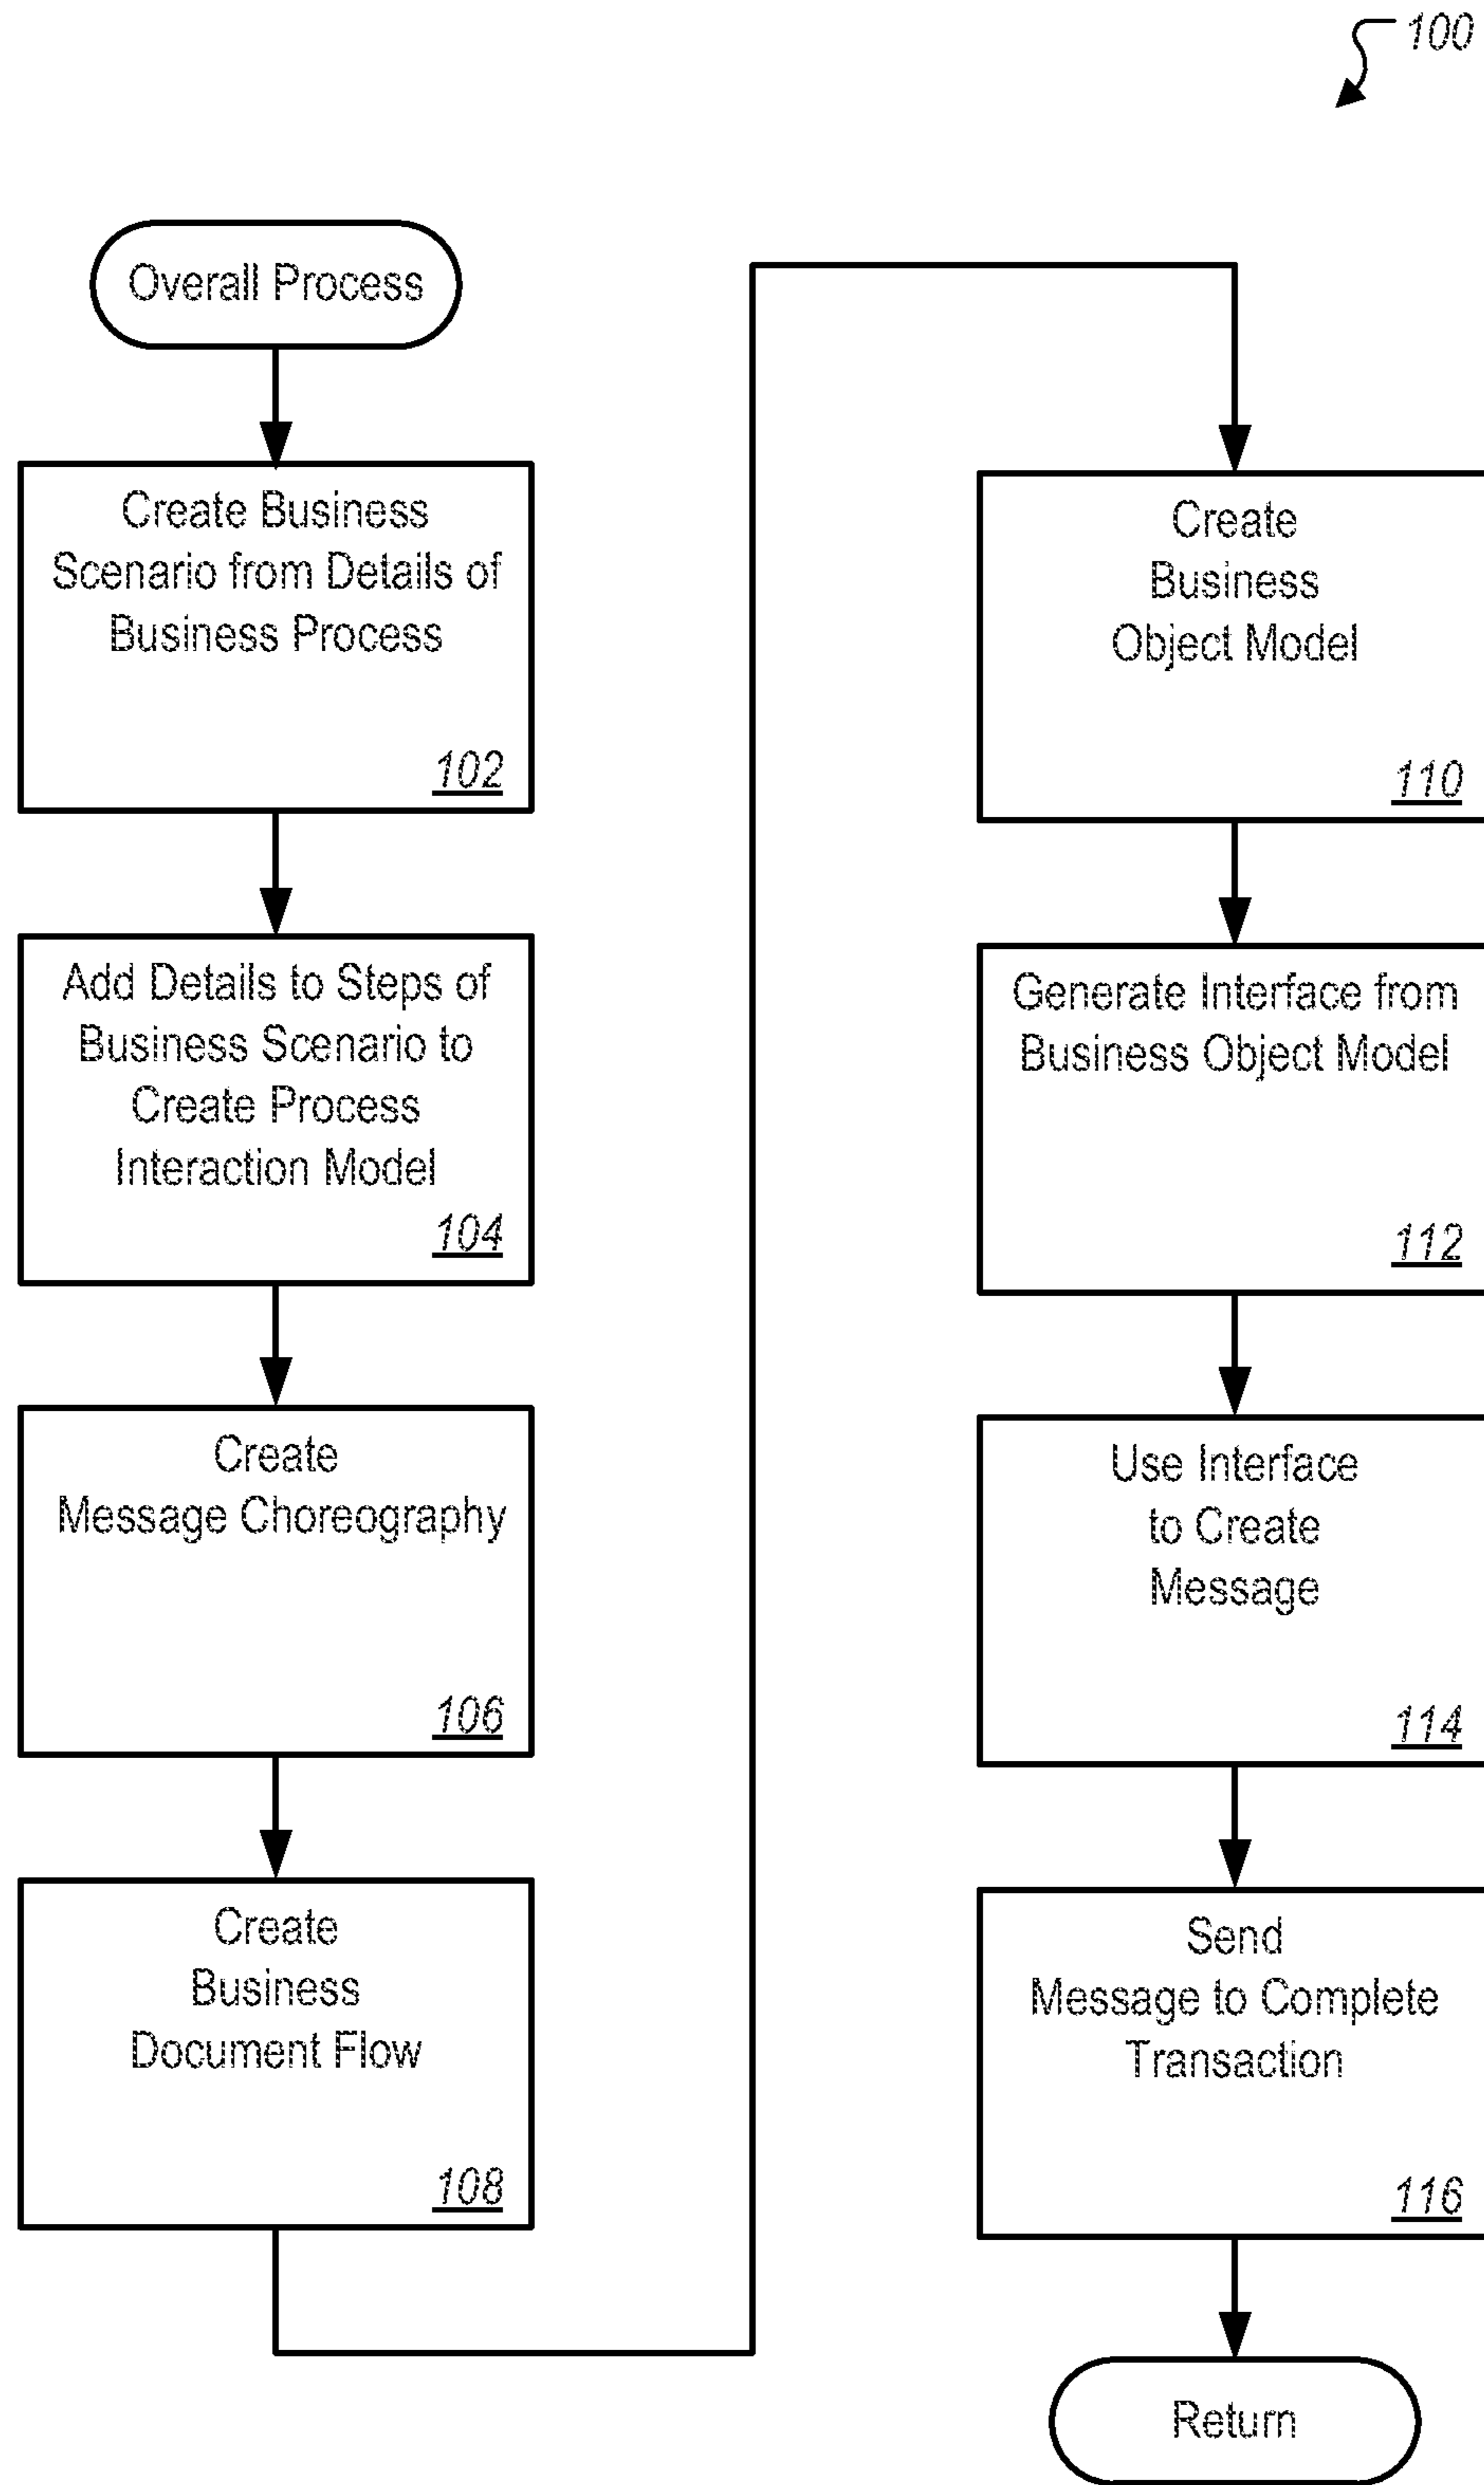 100
Overall Process
Create Business
Scenario from Details of
Business Process
102
Add Details to Steps of
Business Scenario to
Create Process
Interaction Model
104
Create
Message Choreography
106
Create
Business
Document Flow
108
Create
Business
Object Model
110
Generate Interface from
Business Object Model
112
Use Interface
to Create
Message
114
Send
Message to Complete
Transaction
116
Return